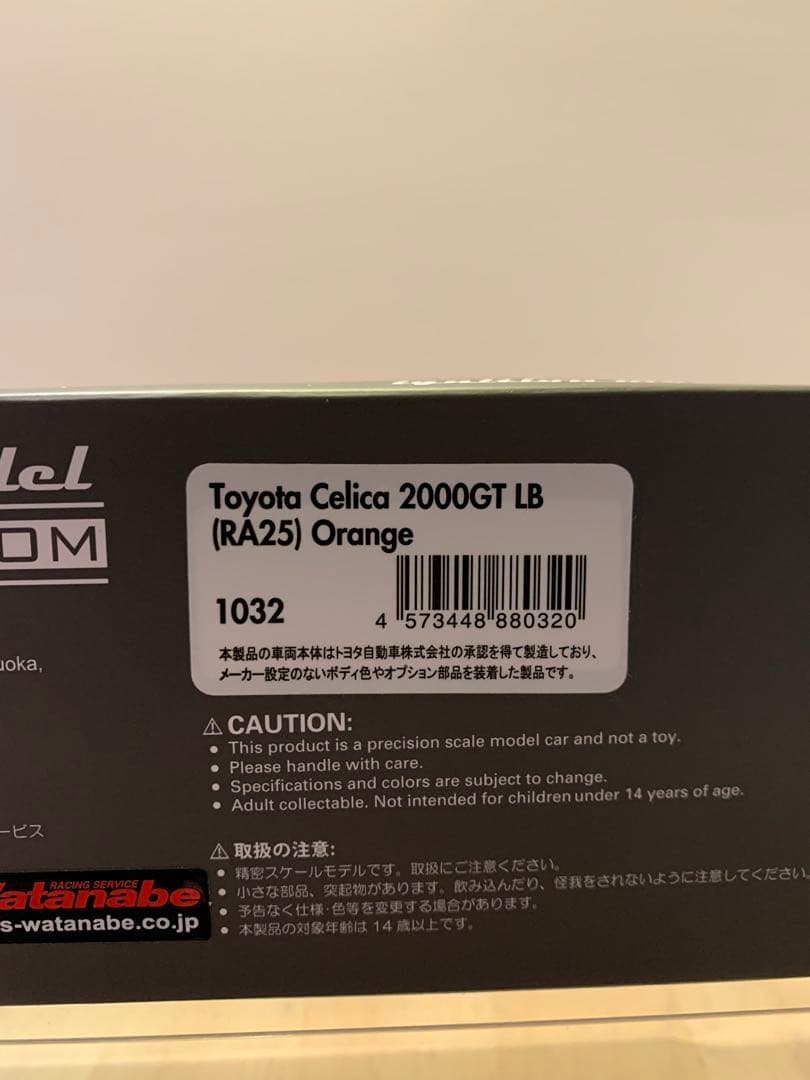 del
OM
Toyota Celica 2000GT LB
(RA25) Orange
1032
4 573448 880320
本製品の車両本体はトヨタ自動車株式会社の承認を得て製造しており、
メーカー設定のないボディ色やオプション部品を装着した製品です。
uoka,
⚠ CAUTION:
● This product is a precision scale model car and not a toy.
● Please handle with care.
● Specifications and colors are subject to change.
● Adult collectable. Not intended for children under 14 years of age.
ービス
⚠ 取扱の注意:
● 精密スケールモデルです。取扱にご注意ください。
● 小さな部品、突起物があります。飲み込んだり、怪我をされないように注意してください。
● 予告なく仕様・色等を変更する場合があります。
● 本製品の対象年齢は14歳以上です。
RACING SERVICE
Watanabe
s-watanabe.co.jp